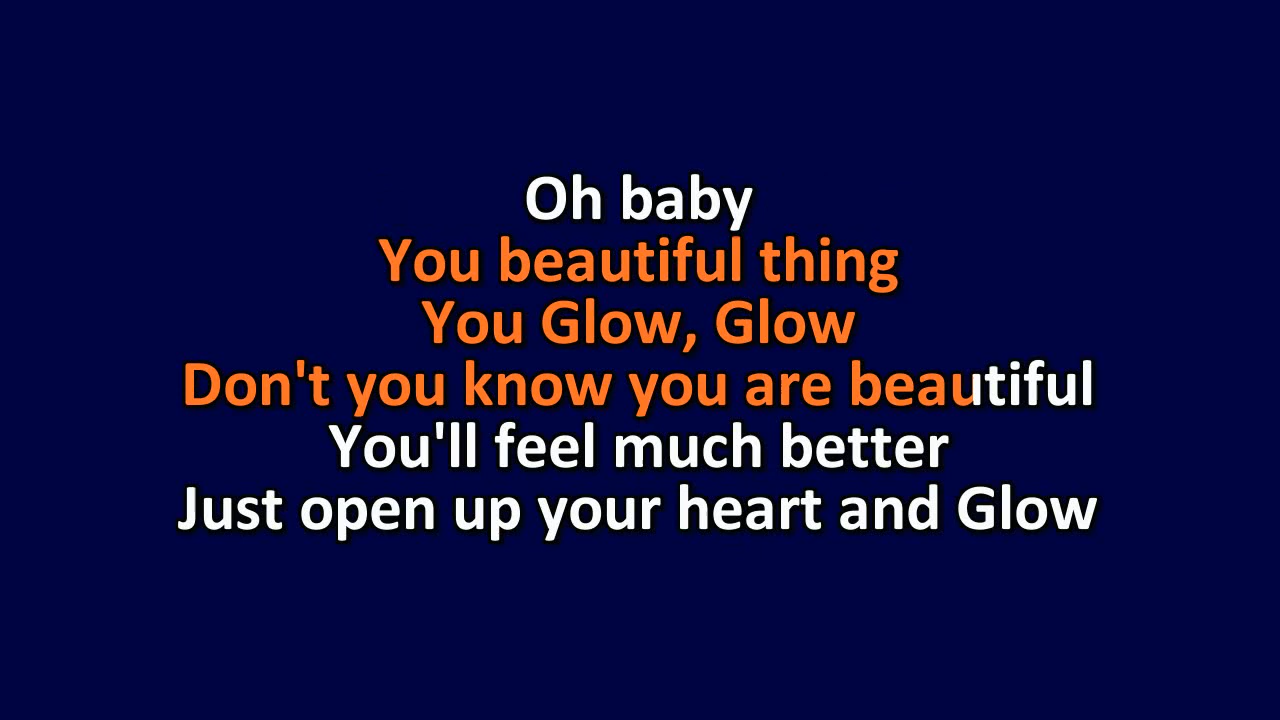 Oh baby
You beautiful thing
You Glow, Glow
Don't you know you are beautiful
You'll feel much better
Just open up your heart and Glow